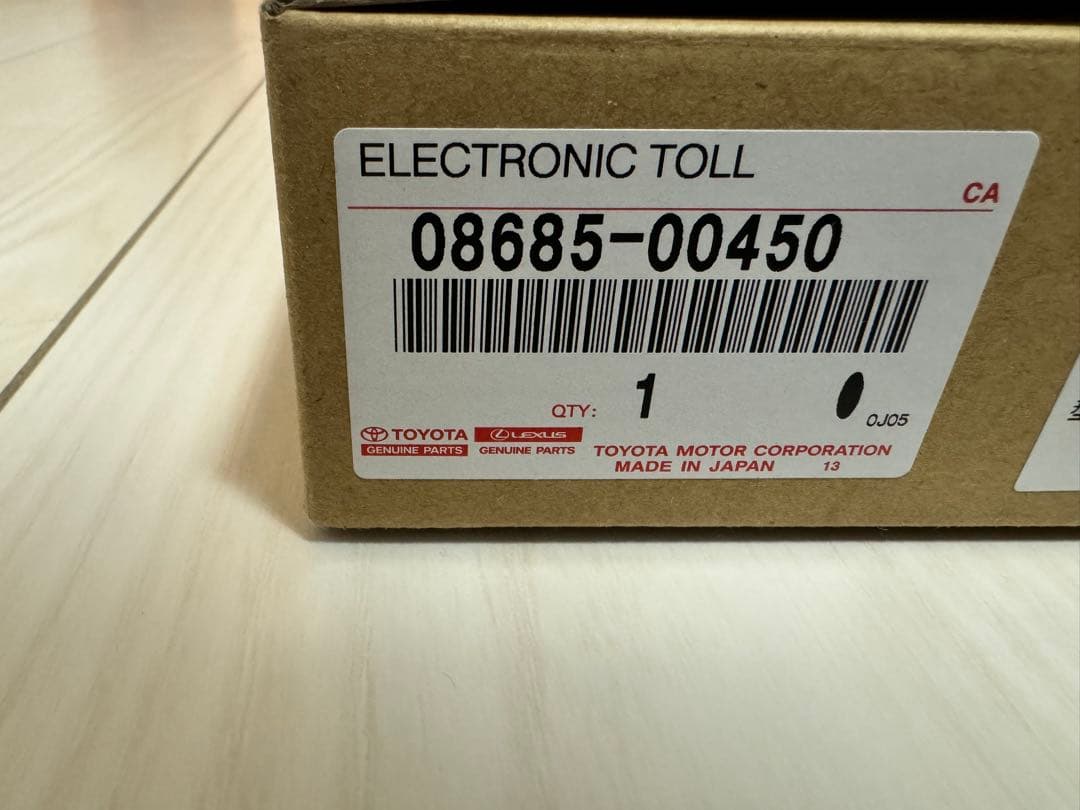 ELECTRONIC TOLL
CA
08685-00450
QTY: 1
0J05
TOYOTA LEXUS
GENUINE PARTS GENUINE PARTS
TOYOTA MOTOR CORPORATION
MADE IN JAPAN 13